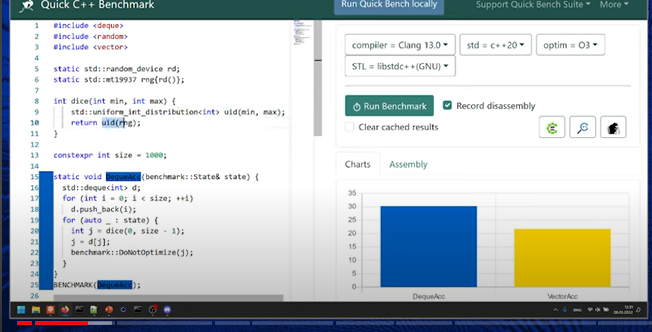 Quick C++ Benchmark
Run Quick Bench locally
Support Quick Bench Suite
More
1 #include <deque>
2 #include <random>
3 #include <vector>
4
5 static std::random_device rd;
6 static std::mt19937 rng{rd()};
7
8 int dice(int min, int max) {
9 std::uniform_int_distribution<int> uid(min, max);
10 return uid(rng);
11 }
12
13 constexpr int size = 1000;
14
15 static void DequeAcc(benchmark::State& state) {
16 std::deque<int> d;
17 for (int i = 0; i < size; ++i)
18 d.push_back(i);
19 for (auto _ : state) {
20 int j = dice(0, size - 1);
21 j = d[j];
22 benchmark::DoNotOptimize(j);
23 }
24 }
25 BENCHMARK(DequeAcc);
26
compiler = Clang 13.0
std = c++20
optim = O3
STL = libstdc++(GNU)
Run Benchmark
Record disassembly
Clear cached results
Charts
Assembly
35
30
25
20
15
10
5
0
DequeAcc
VectorAcc